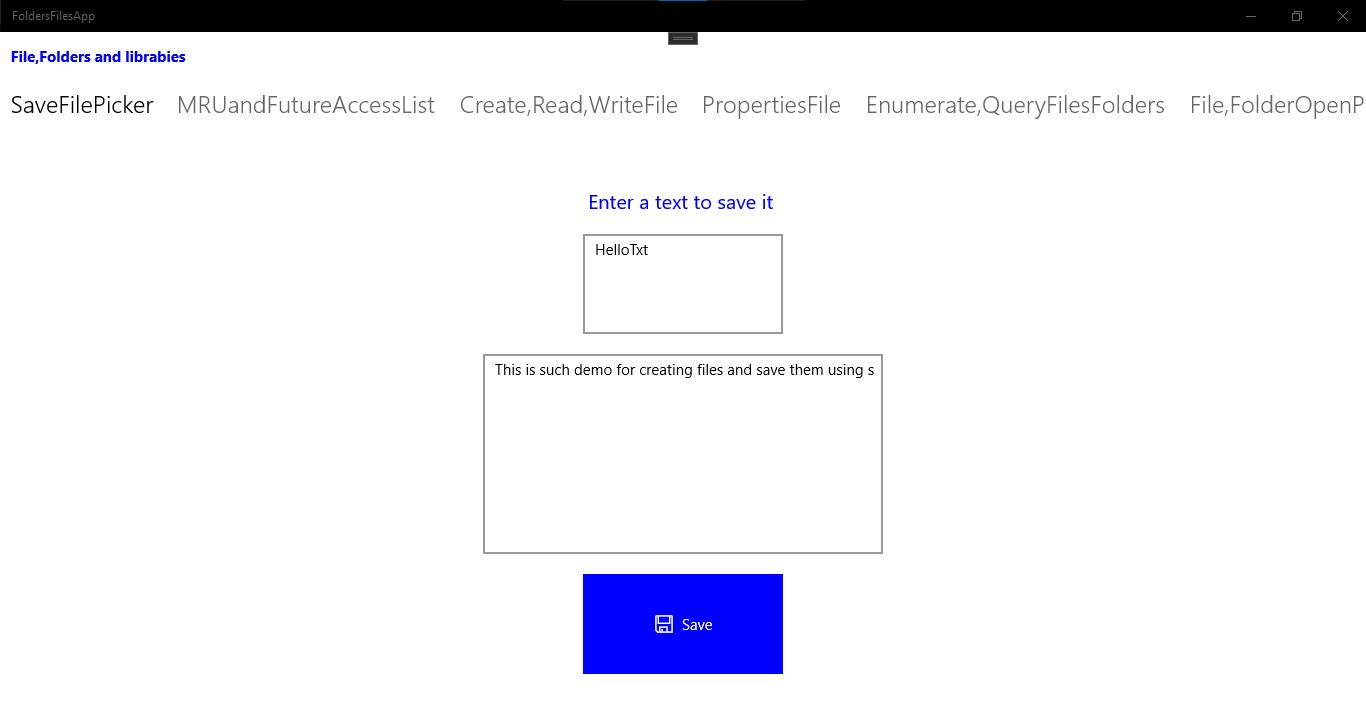 FoldersFilesApp
File,Folders and librabies
SaveFilePicker MRUandFutureAccessList Create,Read,WriteFile PropertiesFile Enumerate,QueryFilesFolders File,FolderOpenP
Enter a text to save it
HelloTxt
This is such demo for creating files and save them using s
Save